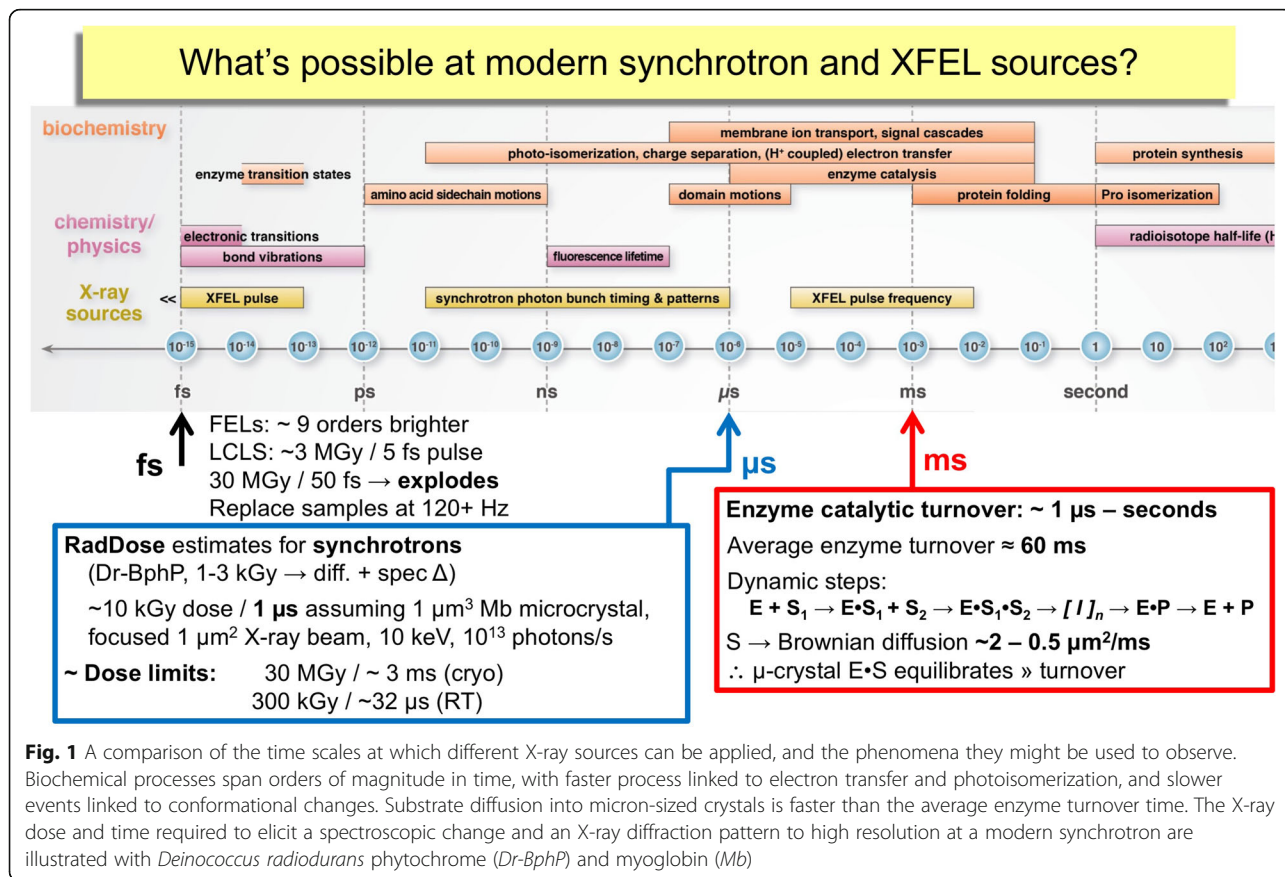 What's possible at modern synchrotron and XFEL sources?
biochemistry
membrane ion transport, signal cascades
photo-isomerization, charge separation, (H⁺ coupled) electron transfer
protein synthesis
enzyme transition states
enzyme catalysis
amino acid sidechain motions
domain motions
protein folding
Pro isomerization
chemistry/
physics
electronic transitions
radioisotope half-life (H
bond vibrations
fluorescence lifetime
X-ray
sources
<<
XFEL pulse
synchrotron photon bunch timing & patterns
XFEL pulse frequency
10⁻¹⁵ 10⁻¹⁴ 10⁻¹³ 10⁻¹² 10⁻¹¹ 10⁻¹⁰ 10⁻⁹ 10⁻⁸ 10⁻⁷ 10⁻⁶ 10⁻⁵ 10⁻⁴ 10⁻³ 10⁻² 10⁻¹ 1 10 10² 1
fs ps ns µs ms second
fs
FELs: ~ 9 orders brighter
LCLS: ~3 MGy / 5 fs pulse
30 MGy / 50 fs → explodes
Replace samples at 120+ Hz
µs
ms
RadDose estimates for synchrotrons
(Dr-BphP, 1-3 kGy → diff. + spec Δ)
~10 kGy dose / 1 µs assuming 1 µm³ Mb microcrystal,
focused 1 µm² X-ray beam, 10 keV, 10¹³ photons/s
~ Dose limits: 30 MGy / ~ 3 ms (cryo)
300 kGy / ~32 µs (RT)
Enzyme catalytic turnover: ~ 1 µs – seconds
Average enzyme turnover ≈ 60 ms
Dynamic steps:
E + S₁ → E•S₁ + S₂ → E•S₁•S₂ → [ I ]ₙ → E•P → E + P
S → Brownian diffusion ~2 – 0.5 µm²/ms
∴ µ-crystal E•S equilibrates » turnover
Fig. 1 A comparison of the time scales at which different X-ray sources can be applied, and the phenomena they might be used to observe.
Biochemical processes span orders of magnitude in time, with faster process linked to electron transfer and photoisomerization, and slower
events linked to conformational changes. Substrate diffusion into micron-sized crystals is faster than the average enzyme turnover time. The X-ray
dose and time required to elicit a spectroscopic change and an X-ray diffraction pattern to high resolution at a modern synchrotron are
illustrated with Deinococcus radiodurans phytochrome (Dr-BphP) and myoglobin (Mb)